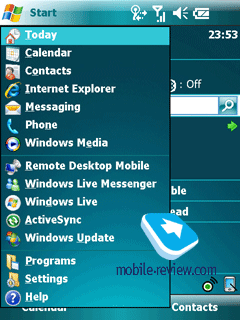 Start
23:53
Today
Calendar
Contacts
Internet Explorer
: Off
Messaging
Phone
Windows Media
Remote Desktop Mobile
Windows Live Messenger
ble
Windows Live
ead
ActiveSync
Windows Update
Programs
mobile-review.com
Settings
Help
Calendar
Contacts